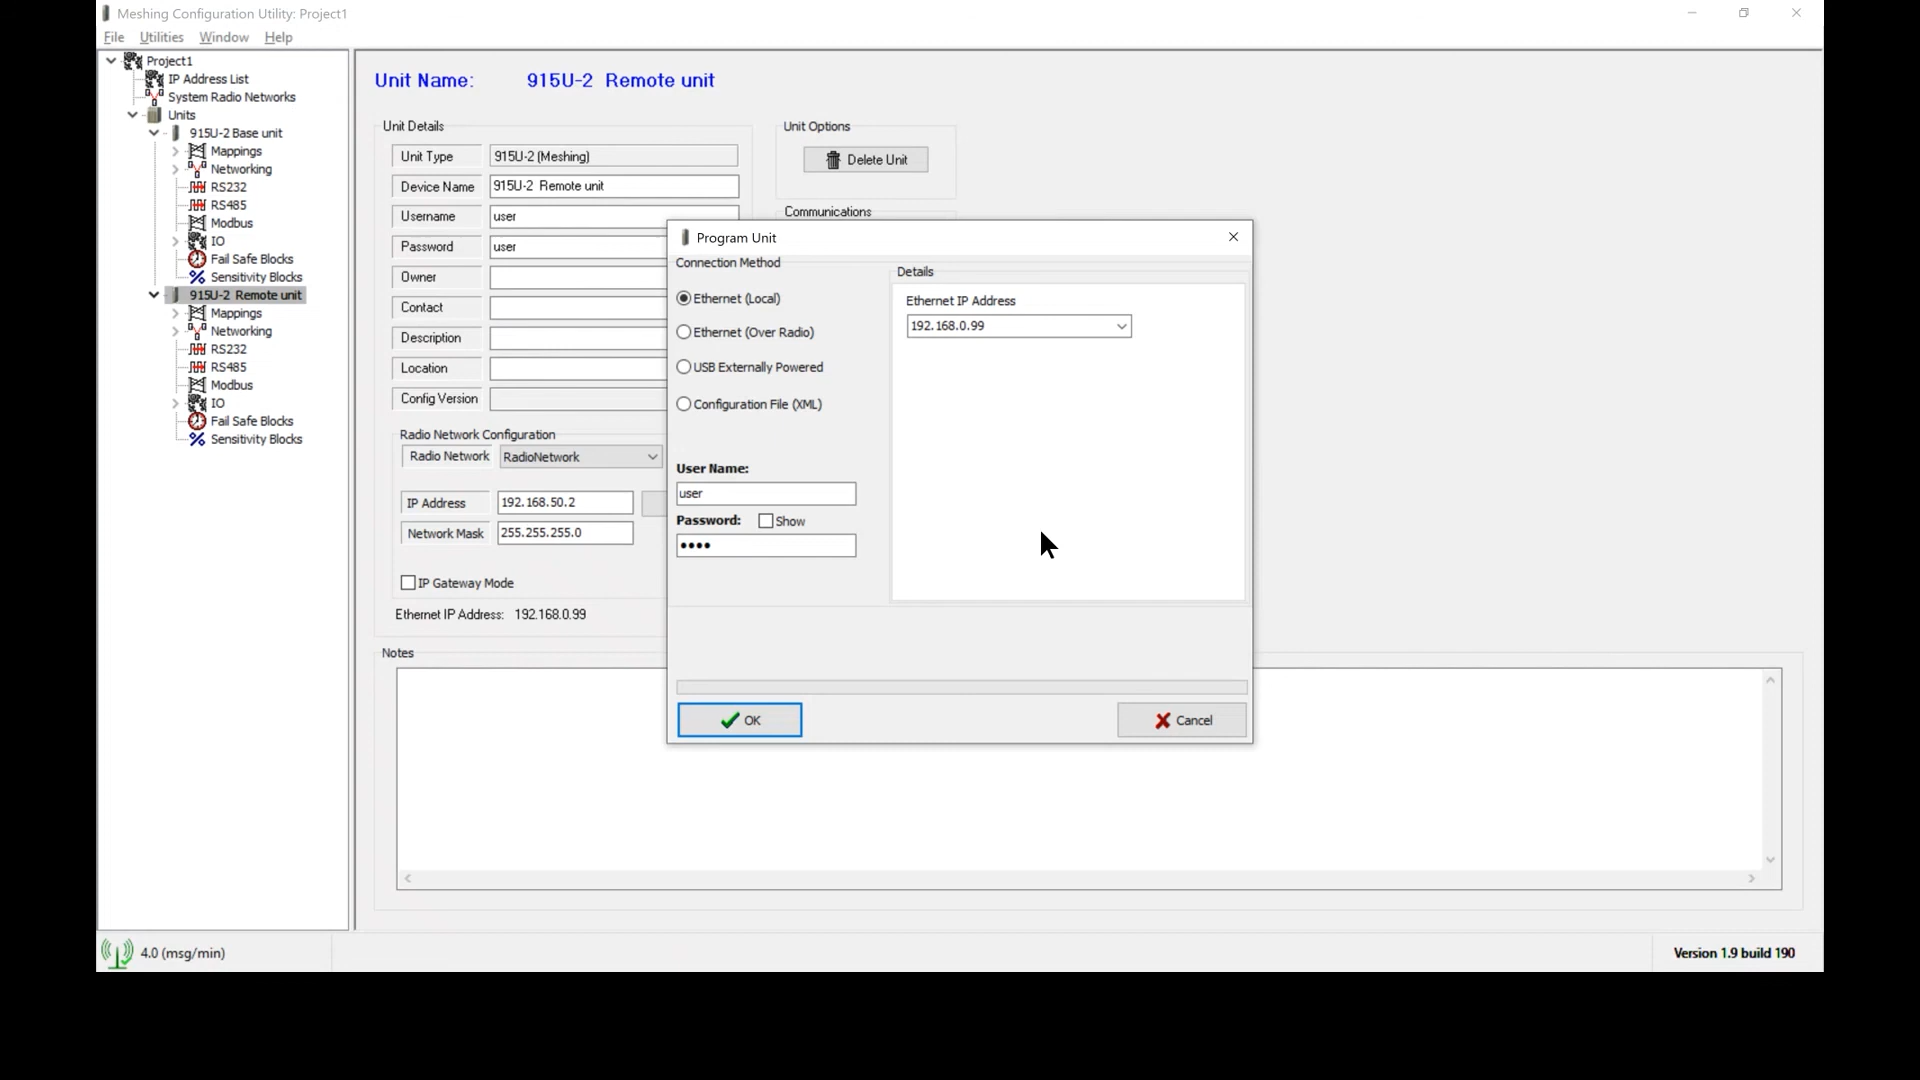 Meshing Configuration Utility: Project1
File Utilities Window Help
Project1
IP Address List
System Radio Networks
Units
915U-2 Base unit
Mappings
Networking
RS232
RS485
Modbus
IO
Fail Safe Blocks
Sensitivity Blocks
915U-2 Remote unit
Mappings
Networking
RS232
RS485
Modbus
IO
Fail Safe Blocks
Sensitivity Blocks
Unit Name: 915U-2 Remote unit
Unit Details
Unit Type 915U-2 (Meshing)
Device Name 915U-2 Remote unit
Username user
Password user
Owner
Contact
Description
Location
Config Version
Radio Network Configuration
Radio Network RadioNetwork
IP Address 192.168.50.2
Network Mask 255.255.255.0
IP Gateway Mode
Ethernet IP Address: 192.168.0.99
Unit Options
Delete Unit
Communications
Program Unit
Connection Method
Ethernet (Local)
Ethernet (Over Radio)
USB Externally Powered
Configuration File (XML)
User Name:
user
Password: Show
••••
Details
Ethernet IP Address
192.168.0.99
OK
Cancel
Notes
4.0 (msg/min)
Version 1.9 build 190